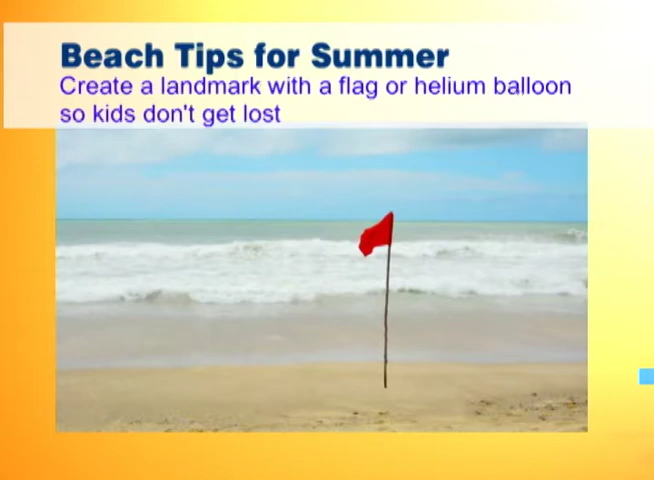 Beach Tips for Summer
Create a landmark with a flag or helium balloon
so kids don't get lost